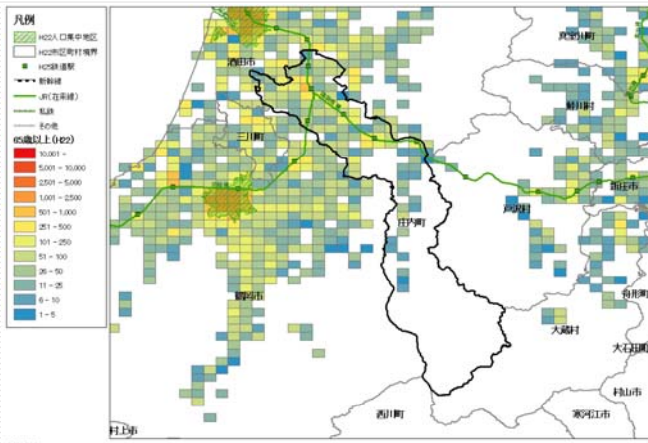 凡例
H22人口集中地区
H22市区町村境界
H25鉄道駅
新幹線
JR(在来線)
私鉄
その他
65歳以上(H22)
10,001 -
5,001 - 10,000
2,501 - 5,000
1,001 - 2,500
501 - 1,000
251 - 500
101 - 250
51 - 100
26 - 50
11 - 25
6 - 10
1 - 5
真室川町
酒田市
鮭川村
三川町
新庄市
戸沢村
庄内町
鶴岡市
舟形町
大蔵村
大石田町
村山市
西川町
寒河江市
村上市